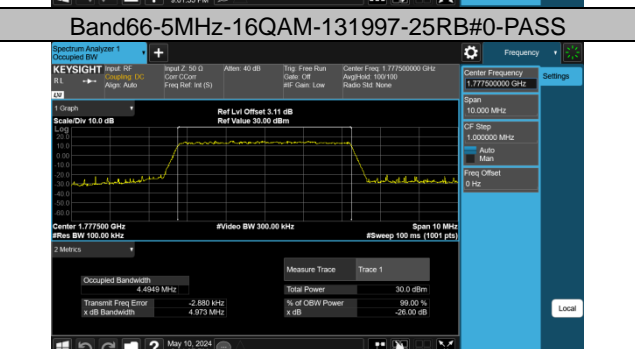 Band66-5MHz-16QAM-131997-25RB#0-PASS
Spectrum Analyzer 1
Occupied BW
Frequency
KEYSIGHT
RL
Input: RF
Coupling: DC
Align: Auto
Input Z: 50 Ω
Corr CCorr
Freq Ref: Int (S)
Atten: 40 dB
Trig: Free Run
Gate: Off
#IF Gain: Low
Center Freq: 1.777500000 GHz
Avg|Hold: 100/100
Radio Std: None
LW
Center Frequency
1.777500000 GHz
Settings
Span
10.000 MHz
CF Step
1.000000 MHz
Auto
Man
Freq Offset
0 Hz
1 Graph
Scale/Div 10.0 dB
Ref Lvl Offset 3.11 dB
Ref Value 30.00 dBm
Log
20.0
10.0
0.00
-10.0
-20.0
-30.0
-40.0
-50.0
-60.0
Center 1.777500 GHz
#Video BW 300.00 kHz
Span 10 MHz
#Res BW 100.00 kHz
#Sweep 100 ms (1001 pts)
2 Metrics
Measure Trace Trace 1
Occupied Bandwidth
4.4949 MHz
Total Power 30.0 dBm
Transmit Freq Error -2.880 kHz
% of OBW Power 99.00 %
x dB Bandwidth 4.973 MHz
x dB -26.00 dB
Local
May 10, 2024